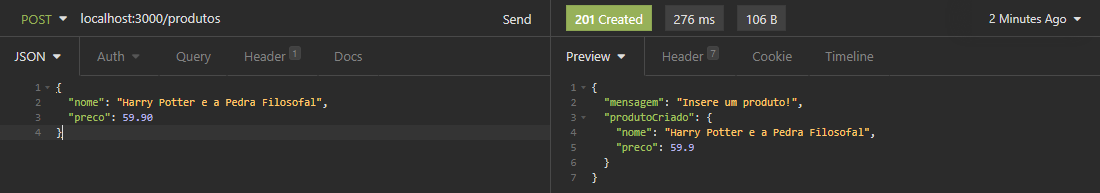 POST localhost:3000/produtos Send
JSON Auth Query Header 1 Docs
1 {
2 "nome": "Harry Potter e a Pedra Filosofal",
3 "preco": 59.90
4 }
201 Created 276 ms 106 B 2 Minutes Ago
Preview Header 7 Cookie Timeline
1 {
2 "mensagem": "Insere um produto!",
3 "produtoCriado": {
4 "nome": "Harry Potter e a Pedra Filosofal",
5 "preco": 59.9
6 }
7 }